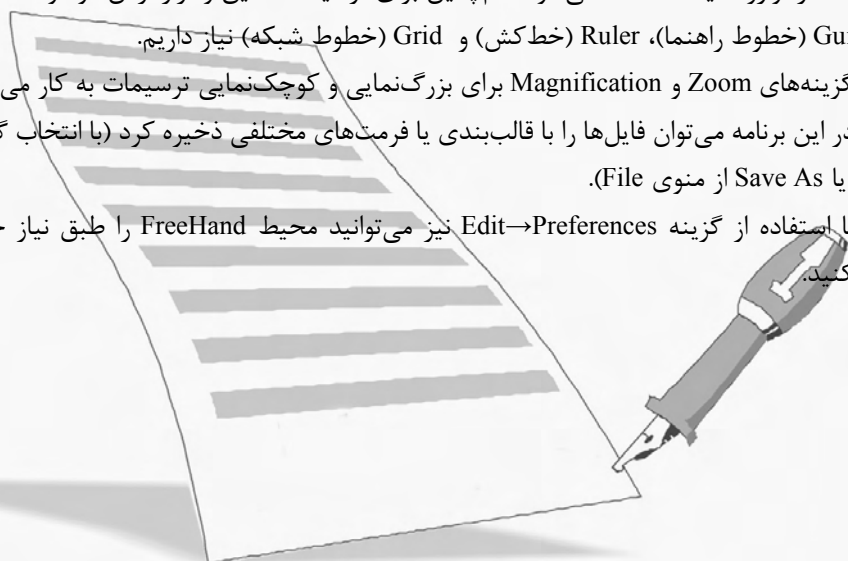 Gui (خطوط راهنما)، Ruler (خط‌کش) و Grid (خطوط شبکه) نیاز داریم.
گزینه‌های Zoom و Magnification برای بزرگ‌نمایی و کوچک‌نمایی ترسیمات به کار می
در این برنامه می‌توان فایل‌ها را با قالب‌بندی یا فرمت‌های مختلفی ذخیره کرد (با انتخاب گ
یا Save As از منوی File).
با استفاده از گزینه Edit→Preferences نیز می‌توانید محیط FreeHand را طبق نیاز خ
کنید.